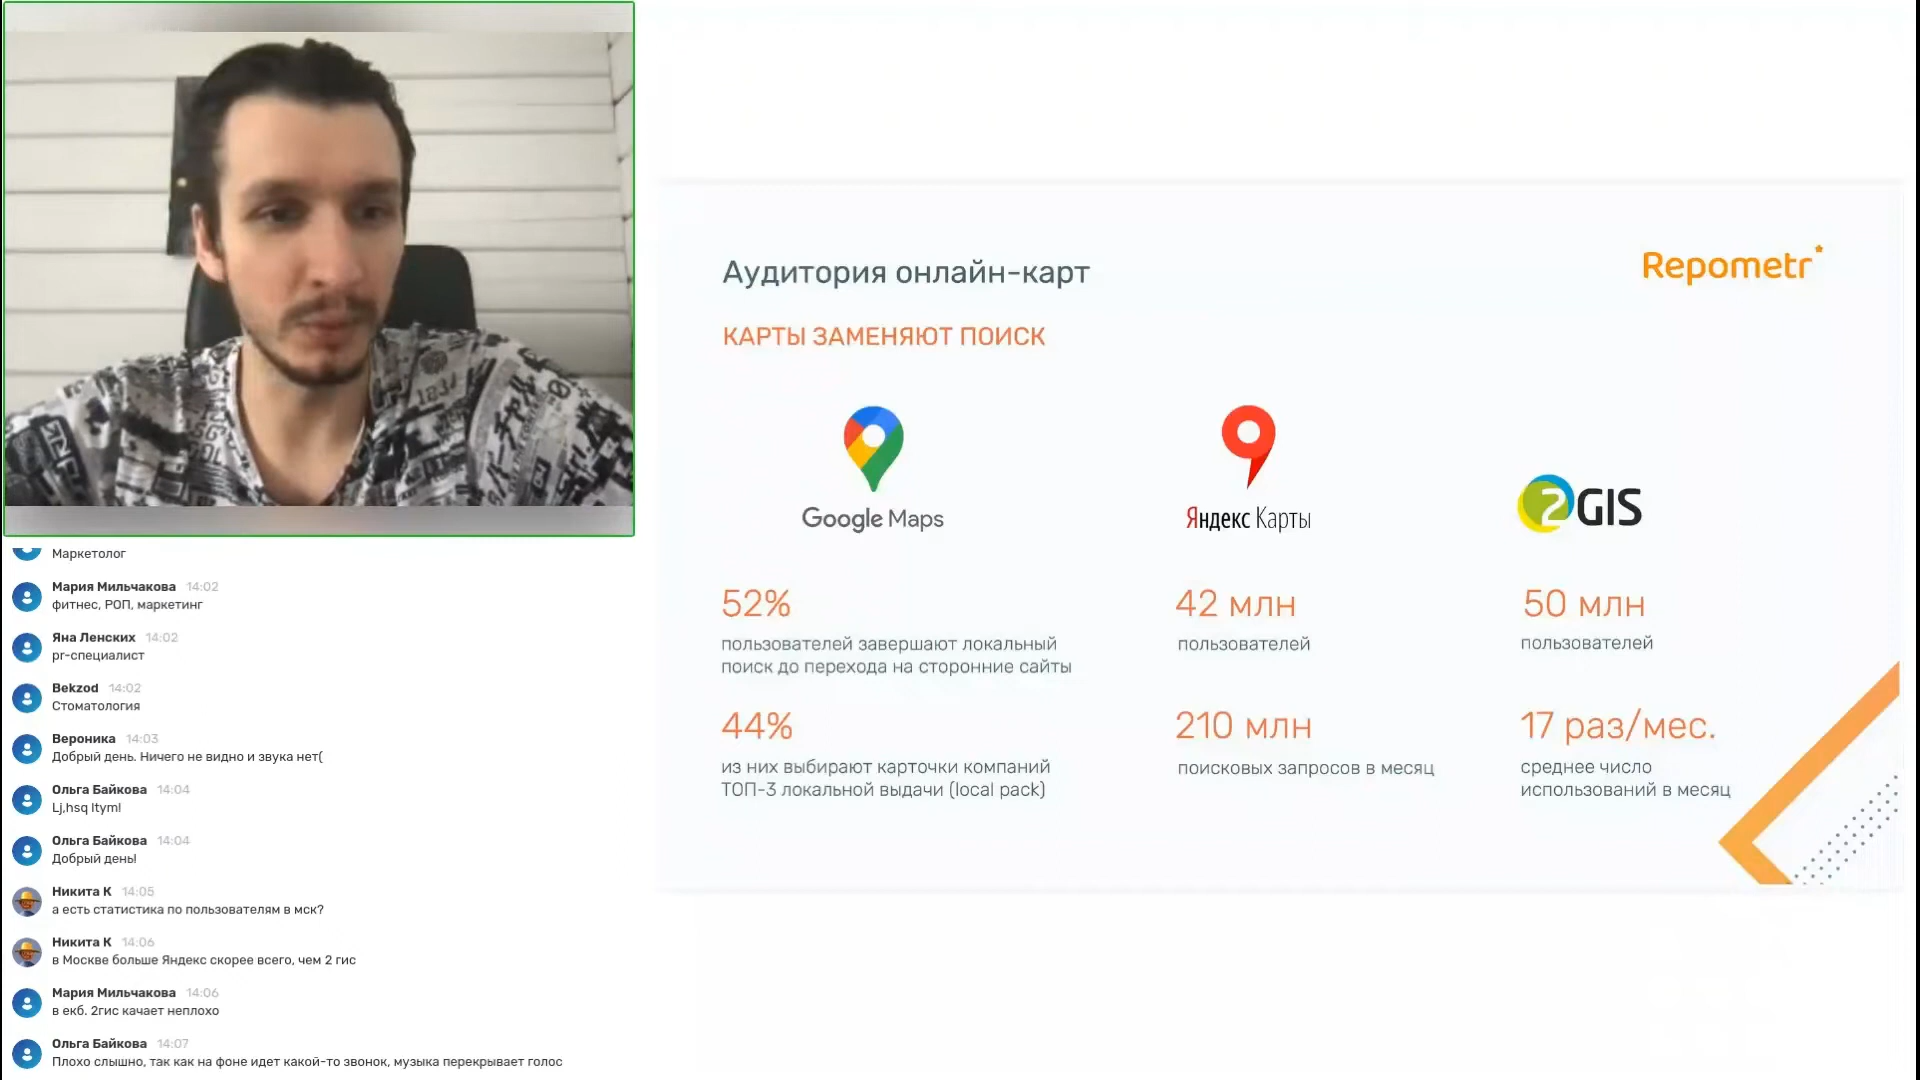 Маркетолог
Мария Мильчакова 14:02
фитнес, РОП, маркетинг
Яна Ленских 14:02
pr-специалист
Bekzod 14:02
Стоматология
Вероника 14:03
Добрый день. Ничего не видно и звука нет(
Ольга Байкова 14:04
Lj,hsq ltym!
Ольга Байкова 14:04
Добрый день!
Никита К 14:05
а есть статистика по пользователям в мск?
Никита К 14:06
в Москве больше Яндекс скорее всего, чем 2 гис
Мария Мильчакова 14:06
в екб. 2гис качает неплохо
Ольга Байкова 14:07
Плохо слышно, так как на фоне идет какой-то звонок, музыка перекрывает голос
Repometr
Аудитория онлайн-карт
КАРТЫ ЗАМЕНЯЮТ ПОИСК
Google Maps
52%
пользователей завершают локальный
поиск до перехода на сторонние сайты
44%
из них выбирают карточки компаний
ТОП-3 локальной выдачи (local pack)
Яндекс Карты
42 млн
пользователей
210 млн
поисковых запросов в месяц
2GIS
50 млн
пользователей
17 раз/мес.
среднее число
использований в месяц